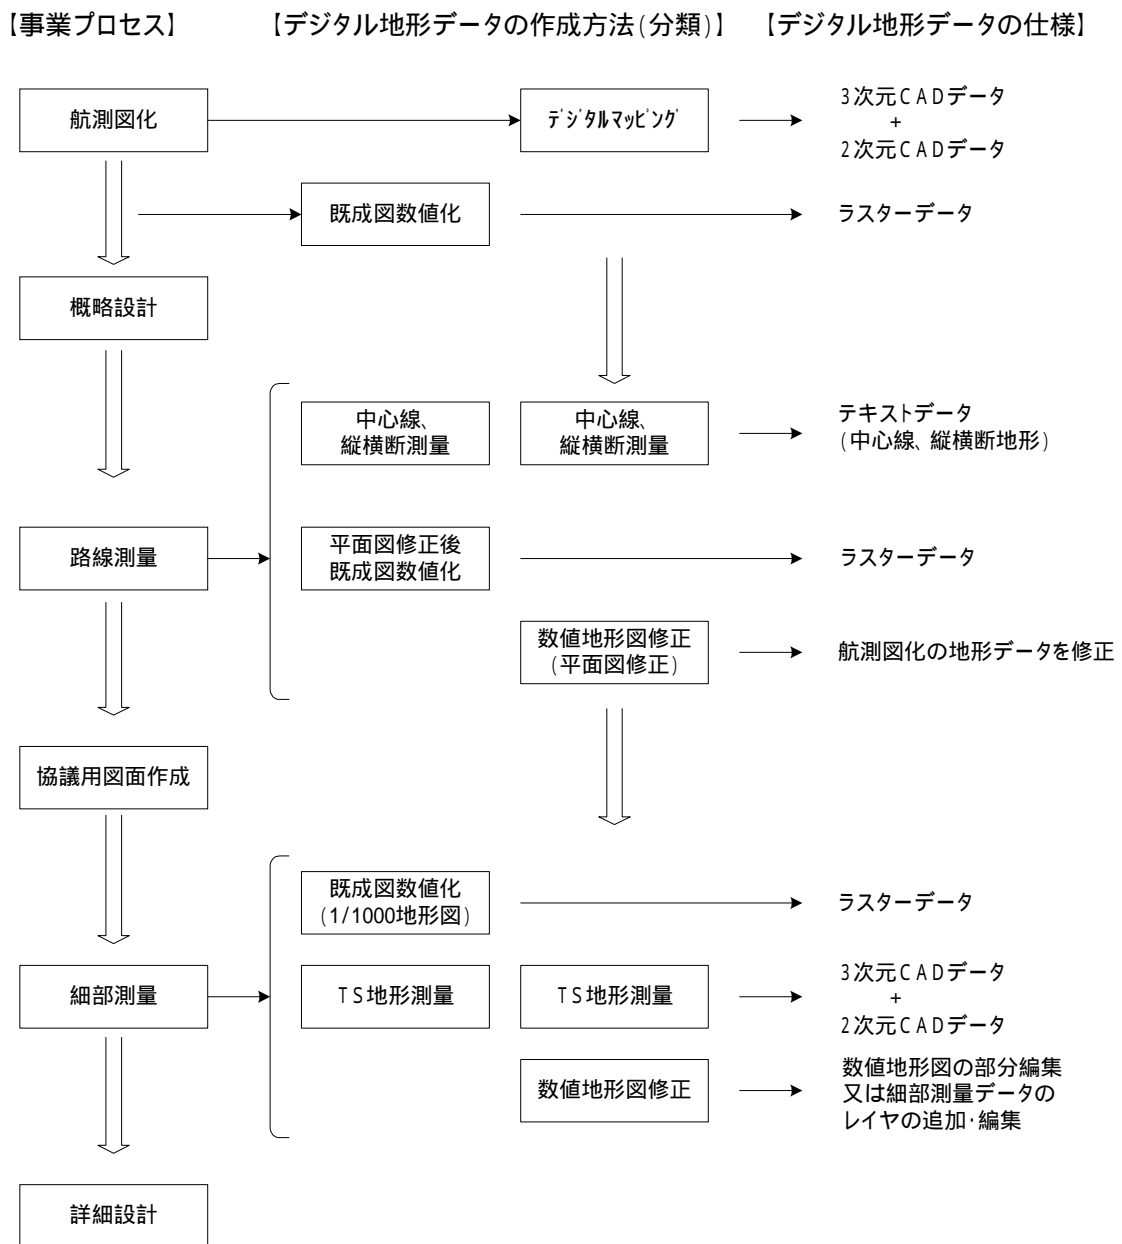 【事業プロセス】
【デジタル地形データの作成方法(分類)】
【デジタル地形データの仕様】
航測図化
デジタルマッピング
3次元CADデータ
+
2次元CADデータ
既成図数値化
ラスターデータ
概略設計
中心線、
縦横断測量
中心線、
縦横断測量
テキストデータ
(中心線、縦横断地形)
路線測量
平面図修正後
既成図数値化
ラスターデータ
数値地形図修正
(平面図修正)
航測図化の地形データを修正
協議用図面作成
既成図数値化
(1/1000地形図)
ラスターデータ
細部測量
TS地形測量
TS地形測量
3次元CADデータ
+
2次元CADデータ
数値地形図修正
数値地形図の部分編集
又は細部測量データの
レイヤの追加・編集
詳細設計